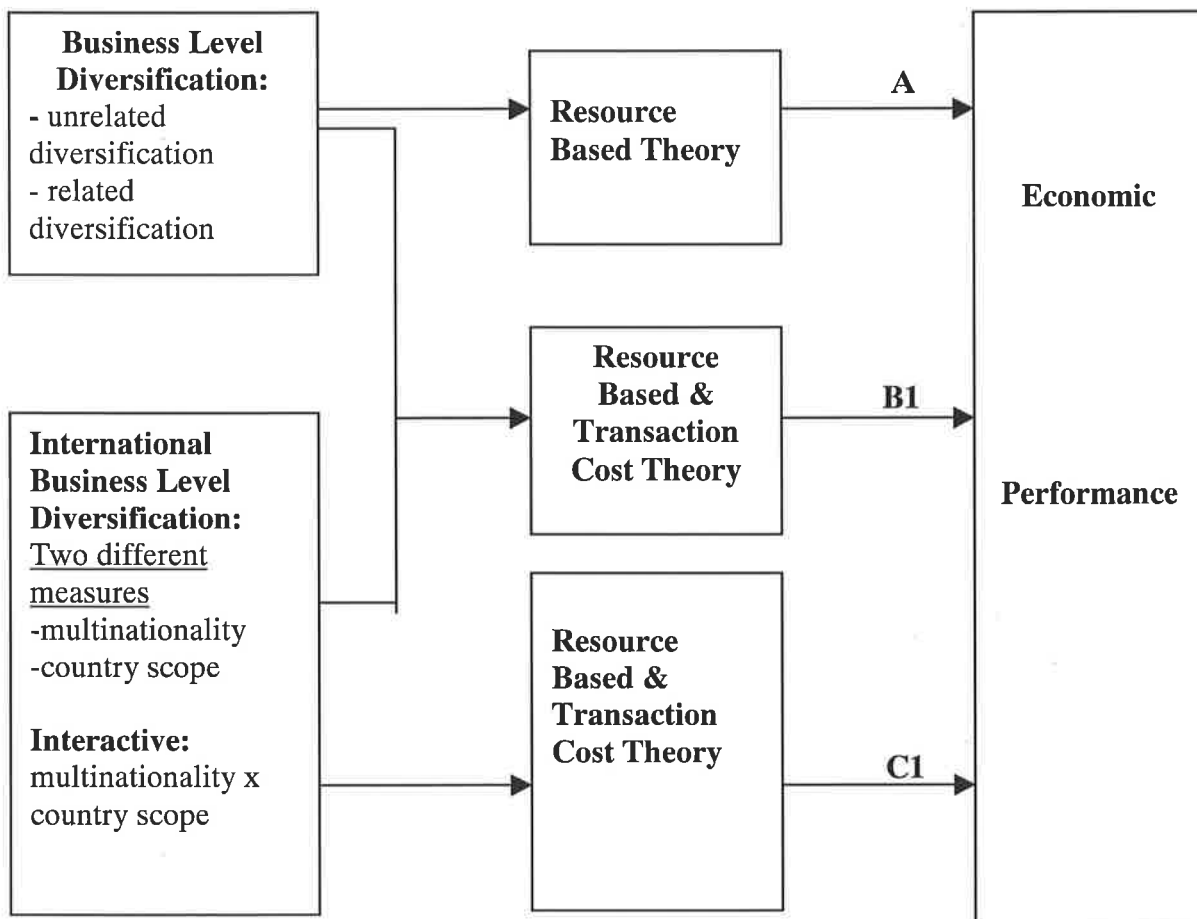 Business Level
Diversification:
- unrelated
diversification
- related
diversification
Resource
Based Theory
A
Economic
Performance
Resource
Based &
Transaction
Cost Theory
B1
International
Business Level
Diversification:
Two different
measures
-multinationality
-country scope
Interactive:
multinationality x
country scope
Resource
Based &
Transaction
Cost Theory
C1